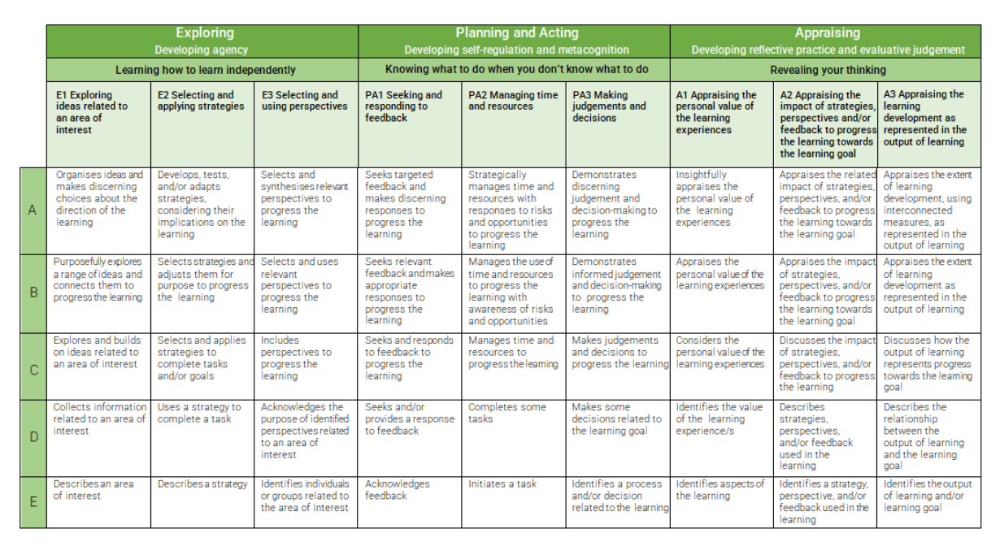 Exploring
Developing agency
Planning and Acting
Developing self-regulation and metacognition
Appraising
Developing reflective practice and evaluative judgement
Learning how to learn independently
Knowing what to do when you don't know what to do
Revealing your thinking
E1 Exploring
ideas related to
an area of
interest
E2 Selecting and
applying strategies
E3 Selecting and
using perspectives
PA1 Seeking and
responding to
feedback
PA2 Managing time
and resources
PA3 Making
judgements and
decisions
A1 Appraising the
personal value of
the learning
experiences
A2 Appraising the
impact of strategies,
perspectives and/or
feedback to progress
the learning towards
the learning goal
A3 Appraising the
learning
development as
represented in the
output of learning
A
Organises ideas and
makes discerning
choices about the
direction of the
learning
Develops, tests,
and/or adapts
strategies,
considering their
implications on the
learning
Selects and
synthesises relevant
perspectives to
progress the
learning
Seeks targeted
feedback and
makes discerning
responses to
progress the
learning
Strategically
manages time and
resources with
responses to risks
and opportunities
to progress the
learning
Demonstrates
discerning
judgement and
decision-making to
progress the
learning
Insightfully
appraises the
personal value of
the learning
experiences
Appraises the related
impact of strategies,
perspectives, and/or
feedback to progress
the learning towards
the learning goal
Appraises the extent
of learning
development, using
interconnected
measures, as
represented in the
output of learning
B
Purposefully explores
a range of ideas and
connects them to
progress the learning
Selects strategies and
adjusts them for
purpose to progress
the learning
Selects and uses
relevant
perspectives to
progress the
learning
Seeks relevant
feedback and makes
appropriate
responses to
progress the
learning
Manages the use of
time and resources
to progress the
learning with
awareness of risks
and opportunities
Demonstrates
informed judgement
and decision-making
to progress the
learning
Appraises the
personal value of the
learning experiences
Appraises the impact
of strategies,
perspectives, and/or
feedback to progress
the learning towards
the learning goal
Appraises the extent
of learning
development as
represented in the
output of learning
C
Explores and builds
on ideas related to
an area of interest
Selects and applies
strategies to
complete tasks
and/or goals
Includes
perspectives to
progress the
learning
Seeks and responds
to feedback to
progress the
learning
Manages time and
resources to
progress the learning
Makes judgements
and decisions to
progress the learning
Considers the
personal value of the
learning experiences
Discusses the impact
of strategies,
perspectives, and/or
feedback to progress
the learning
Discusses how the
output of learning
represents progress
towards the learning
goal
D
Collects information
related to an area of
interest
Uses a strategy to
complete a task
Acknowledges the
purpose of identified
perspectives related
to an area of
interest
Seeks and/or
provides a response
to feedback
Completes some
tasks
Makes some
decisions related to
the learning goal
Identifies the value
of the learning
experience/s
Describes
strategies,
perspectives,
and/or feedback
used in the
learning
Describes the
relationship
between the
output of learning
and the learning
goal
E
Describes an area
of interest
Describes a strategy
Identifies individuals
or groups related to
the area of interest
Acknowledges
feedback
Initiates a task
Identifies a process
and/or decision
related to the learning
Identifies aspects of
the learning
Identifies a strategy,
perspective, and/or
feedback used in the
learning
Identifies the output
of learning and/or
learning goal